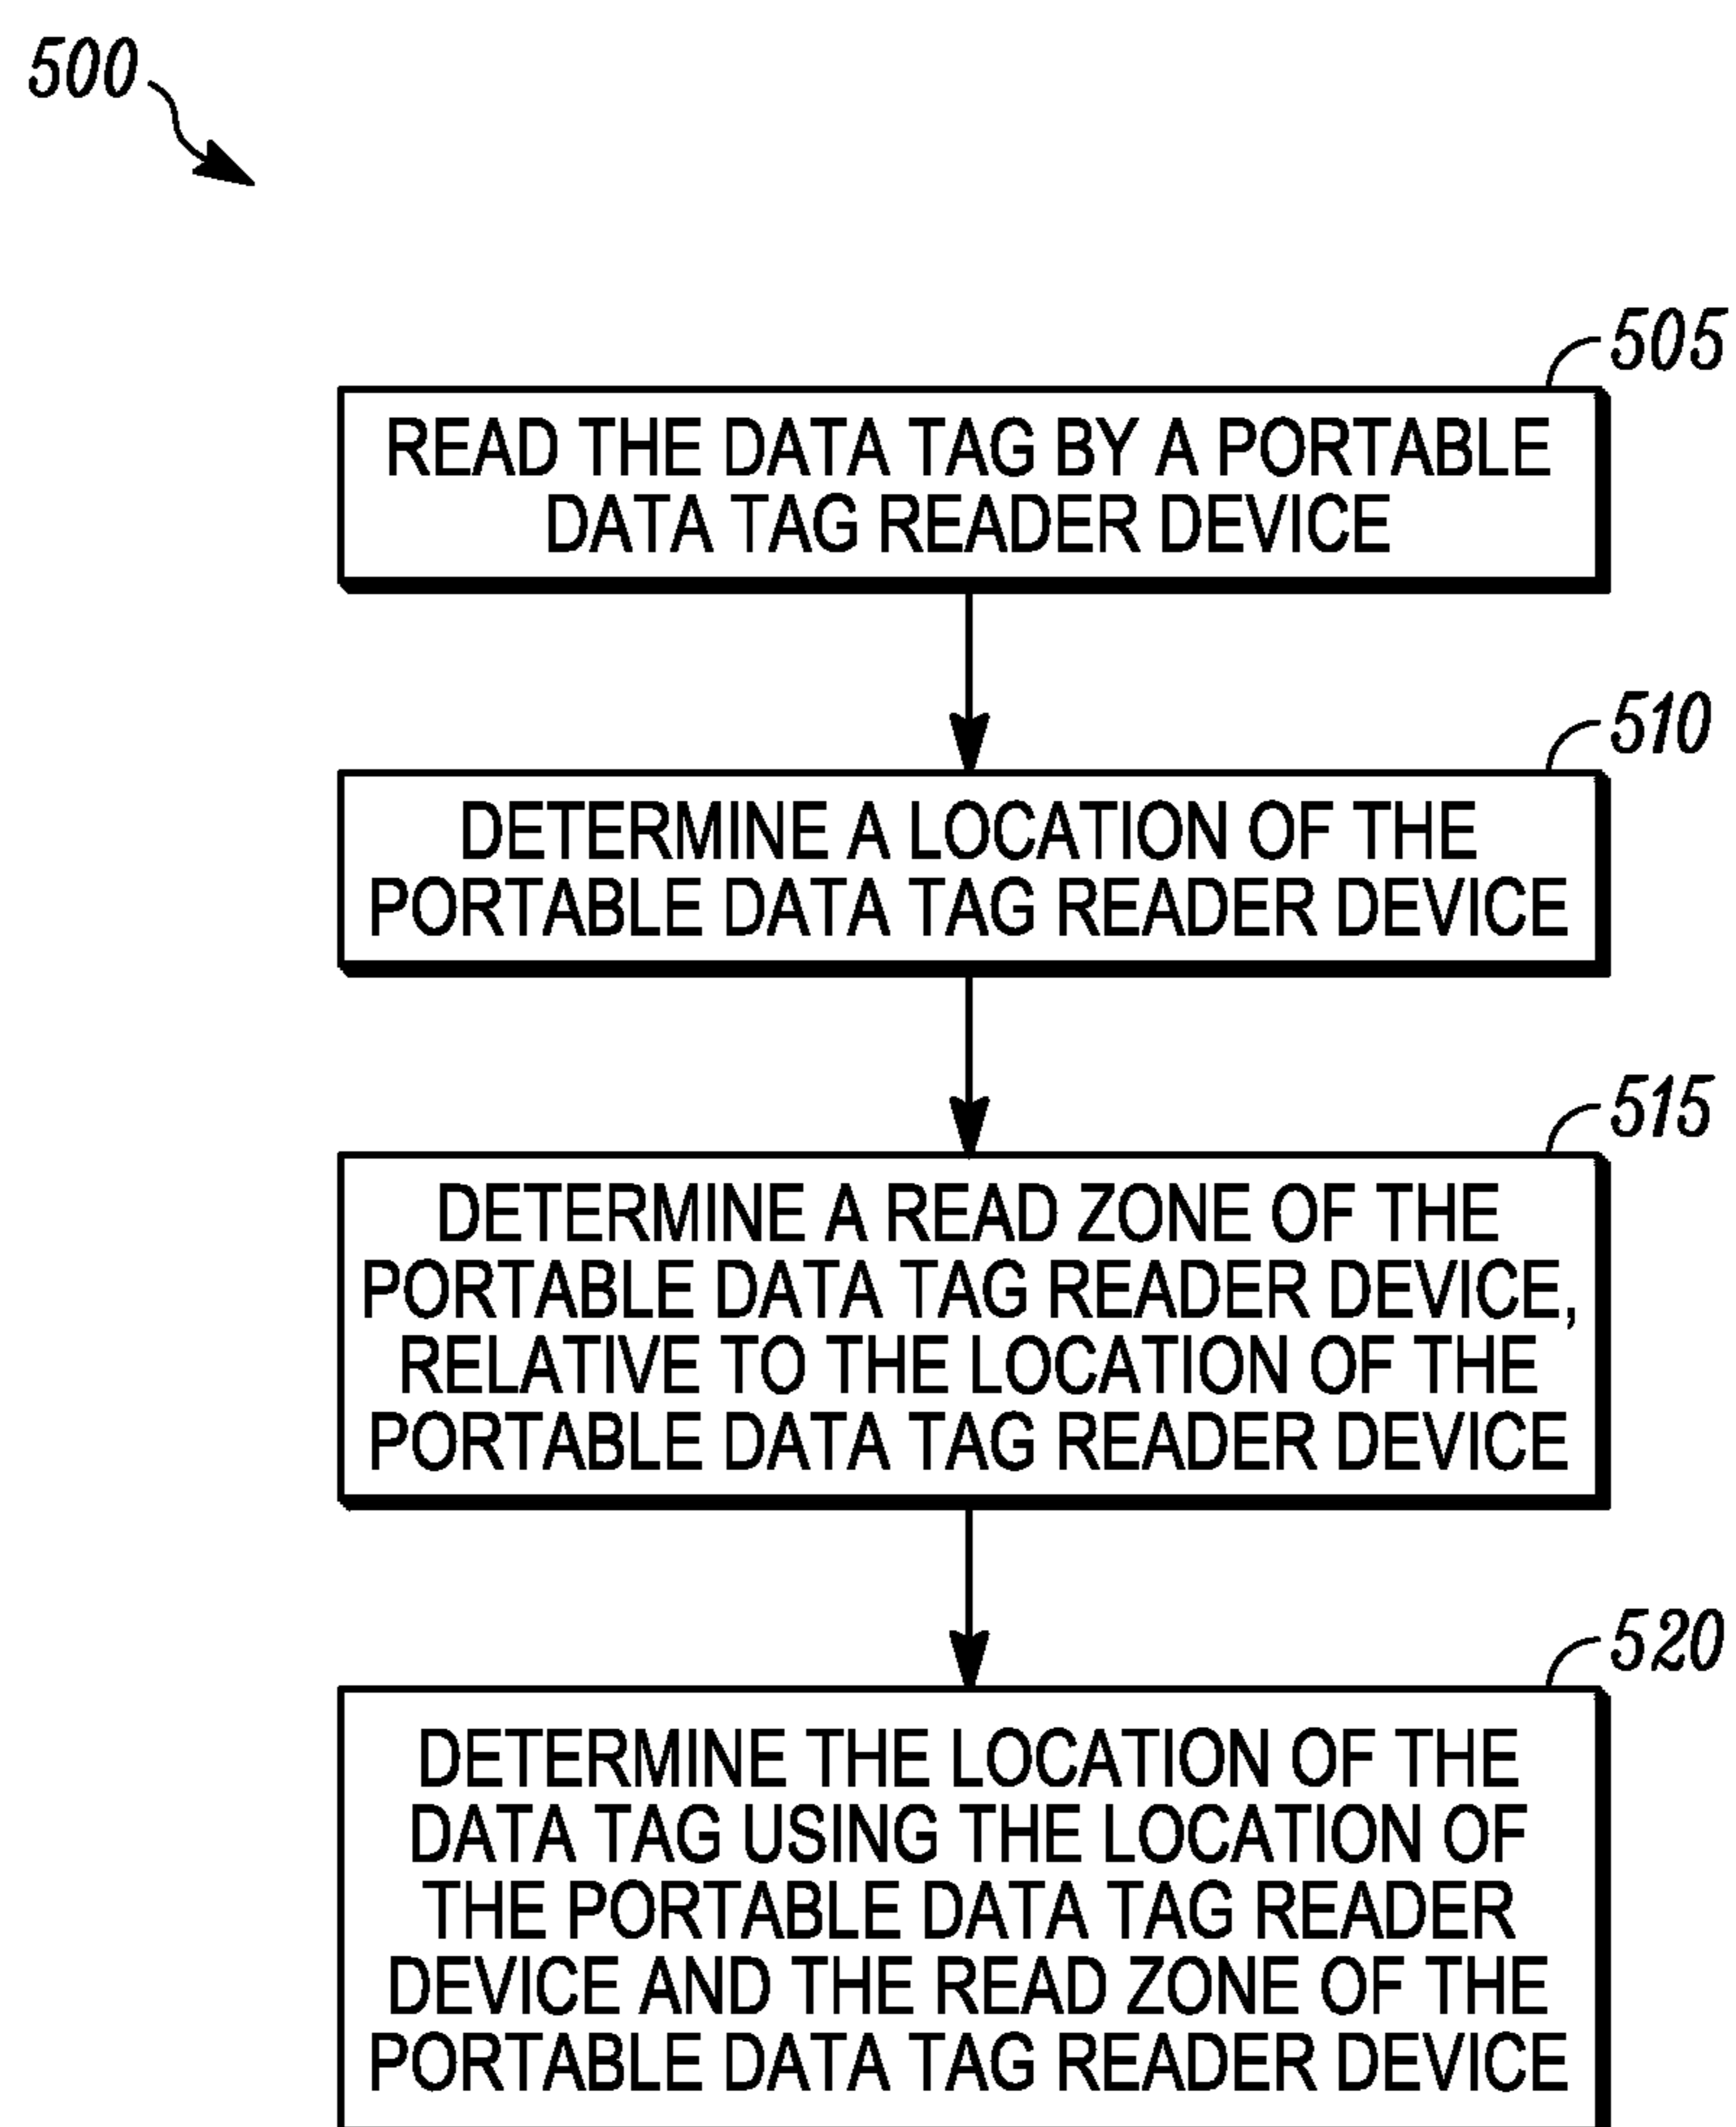 500
505
READ THE DATA TAG BY A PORTABLE
DATA TAG READER DEVICE
510
DETERMINE A LOCATION OF THE
PORTABLE DATA TAG READER DEVICE
515
DETERMINE A READ ZONE OF THE
PORTABLE DATA TAG READER DEVICE,
RELATIVE TO THE LOCATION OF THE
PORTABLE DATA TAG READER DEVICE
520
DETERMINE THE LOCATION OF THE
DATA TAG USING THE LOCATION OF
THE PORTABLE DATA TAG READER
DEVICE AND THE READ ZONE OF THE
PORTABLE DATA TAG READER DEVICE